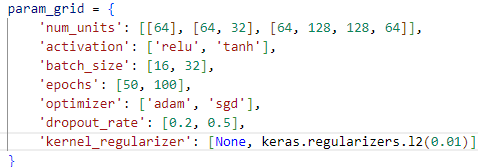 param_grid = {
    'num_units': [[64], [64, 32], [64, 128, 128, 64]],
    'activation': ['relu', 'tanh'],
    'batch_size': [16, 32],
    'epochs': [50, 100],
    'optimizer': ['adam', 'sgd'],
    'dropout_rate': [0.2, 0.5],
    'kernel_regularizer': [None, keras.regularizers.l2(0.01)]
}